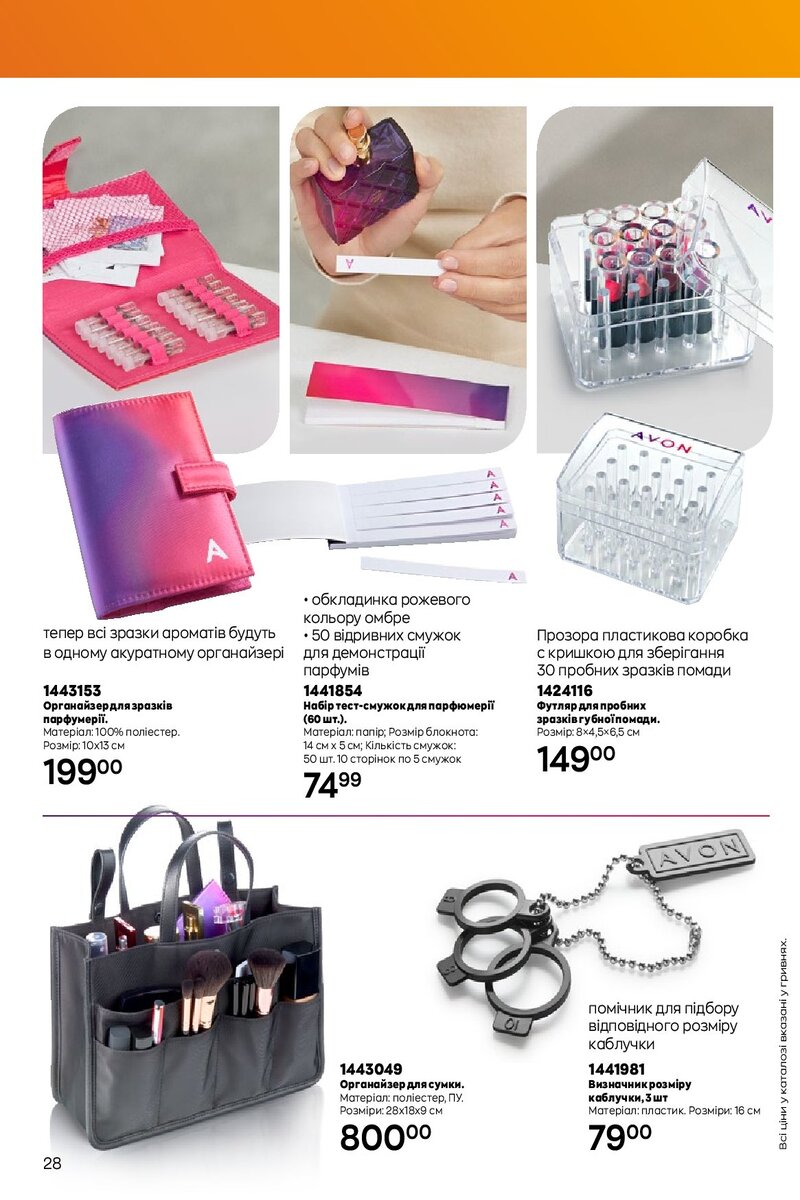 AVON
A
A
AVON
A
A
A
A
A
A
A
тепер всі зразки ароматів будуть
в одному акуратному органайзері
1443153
Органайзер для зразків
парфумерії.
Матеріал: 100% поліестер.
Розмір: 10х13 см
199⁰⁰
• обкладинка рожевого
кольору омбре
• 50 відривних смужок
для демонстрації
парфумів
1441854
Набір тест-смужок для парфюмерії
(60 шт.).
Матеріал: папір; Розмір блокнота:
14 см х 5 см; Кількість смужок:
50 шт. 10 сторінок по 5 смужок
74⁹⁹
Прозора пластикова коробка
с кришкою для зберігання
30 пробних зразків помади
1424116
Футляр для пробних
зразків губної помади.
Розмір: 8×4,5×6,5 см
149⁰⁰
AVON
10
1443049
Органайзер для сумки.
Матеріал: поліестер, ПУ.
Розміри: 28х18х9 см
800⁰⁰
помічник для підбору
відповідного розміру
каблучки
1441981
Визначник розміру
каблучки, 3 шт
Матеріал: пластик. Розміри: 16 см
79⁰⁰
Всі ціни у каталозі вказані у гривнях.
28